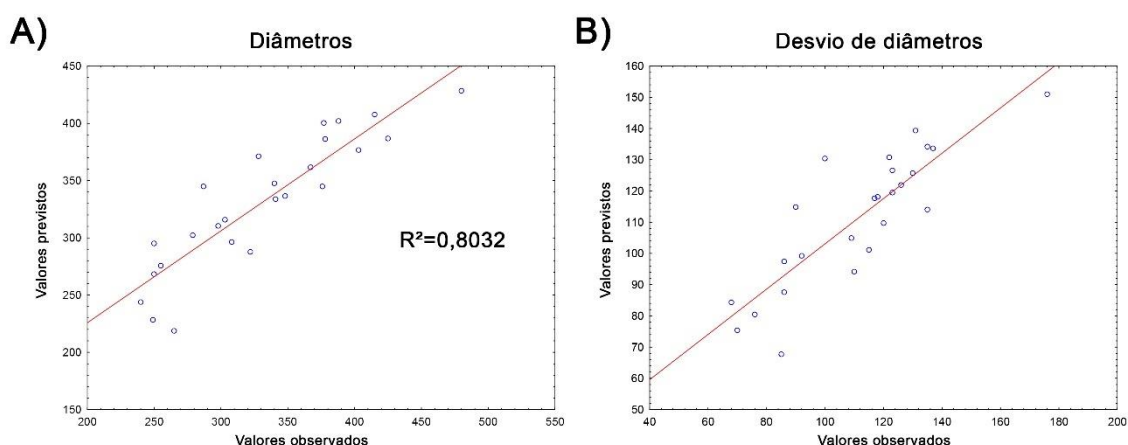 A)
Diâmetros
450
400
350
300
250
200
150
200 250 300 350 400 450 500 550
Valores previstos
Valores observados
R²=0,8032
B)
Desvio de diâmetros
160
150
140
130
120
110
100
90
80
70
60
50
40 60 80 100 120 140 160 180 200
Valores previstos
Valores observados